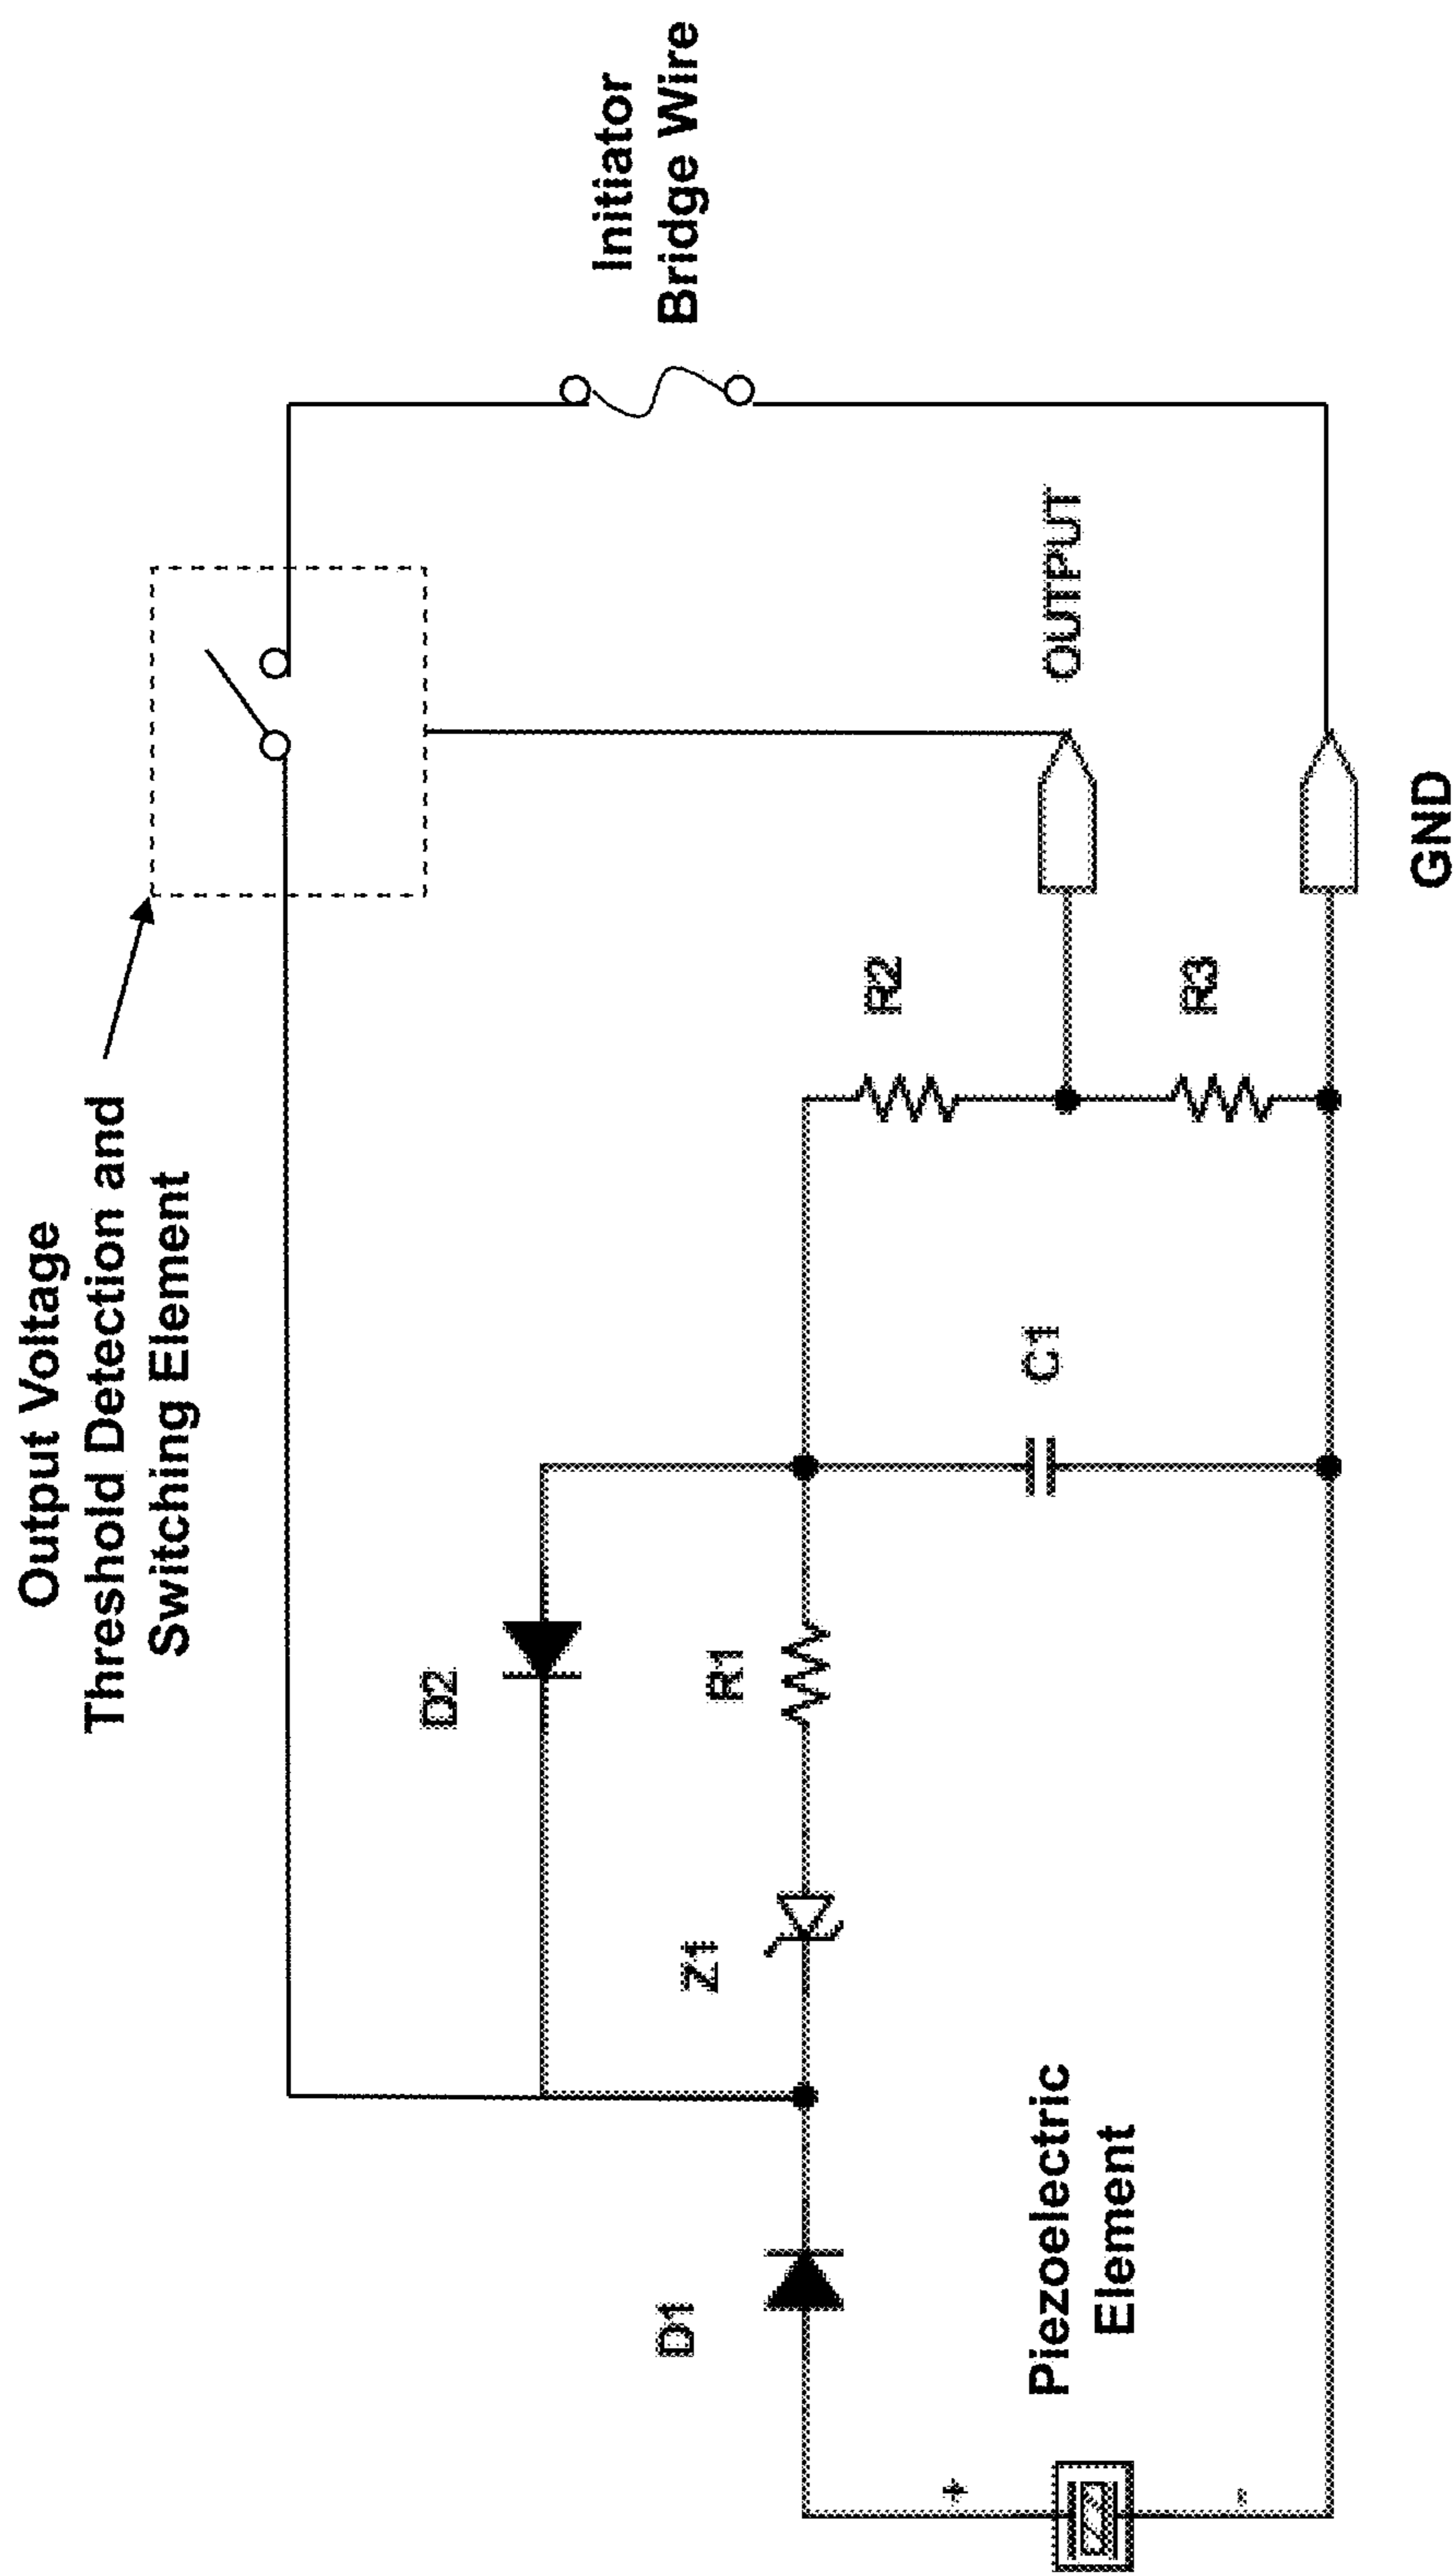 Output Voltage
Threshold Detection and
Switching Element
Initiator
Bridge Wire
D2
D1
Z1
R1
C1
R2
R3
OUTPUT
GND
Piezoelectric
Element
+
-